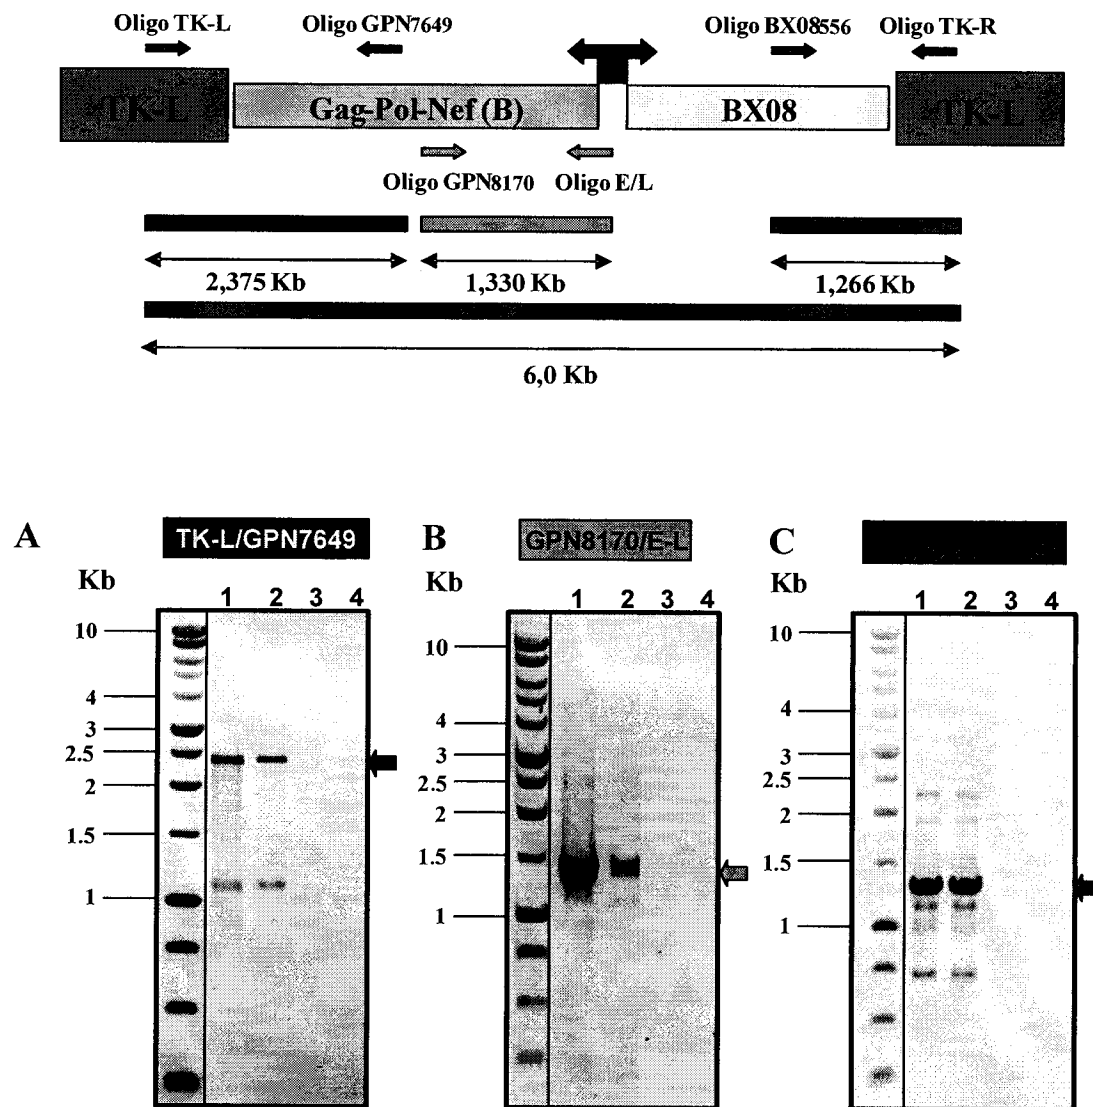 Oligo TK-L
Oligo GPN7649
Oligo BX08556
Oligo TK-R
TK-L
Gag-Pol-Nef (B)
BX08
TK-L
Oligo GPN8170
Oligo E/L
2,375 Kb
1,330 Kb
1,266 Kb
6,0 Kb
A
TK-L/GPN7649
Kb
1 2 3 4
10
4
3
2.5
2
1.5
1
B
GPN8170/E-L
Kb
1 2 3 4
10
4
3
2.5
2
1.5
1
C
Kb
1 2 3 4
10
4
3
2.5
2
1.5
1